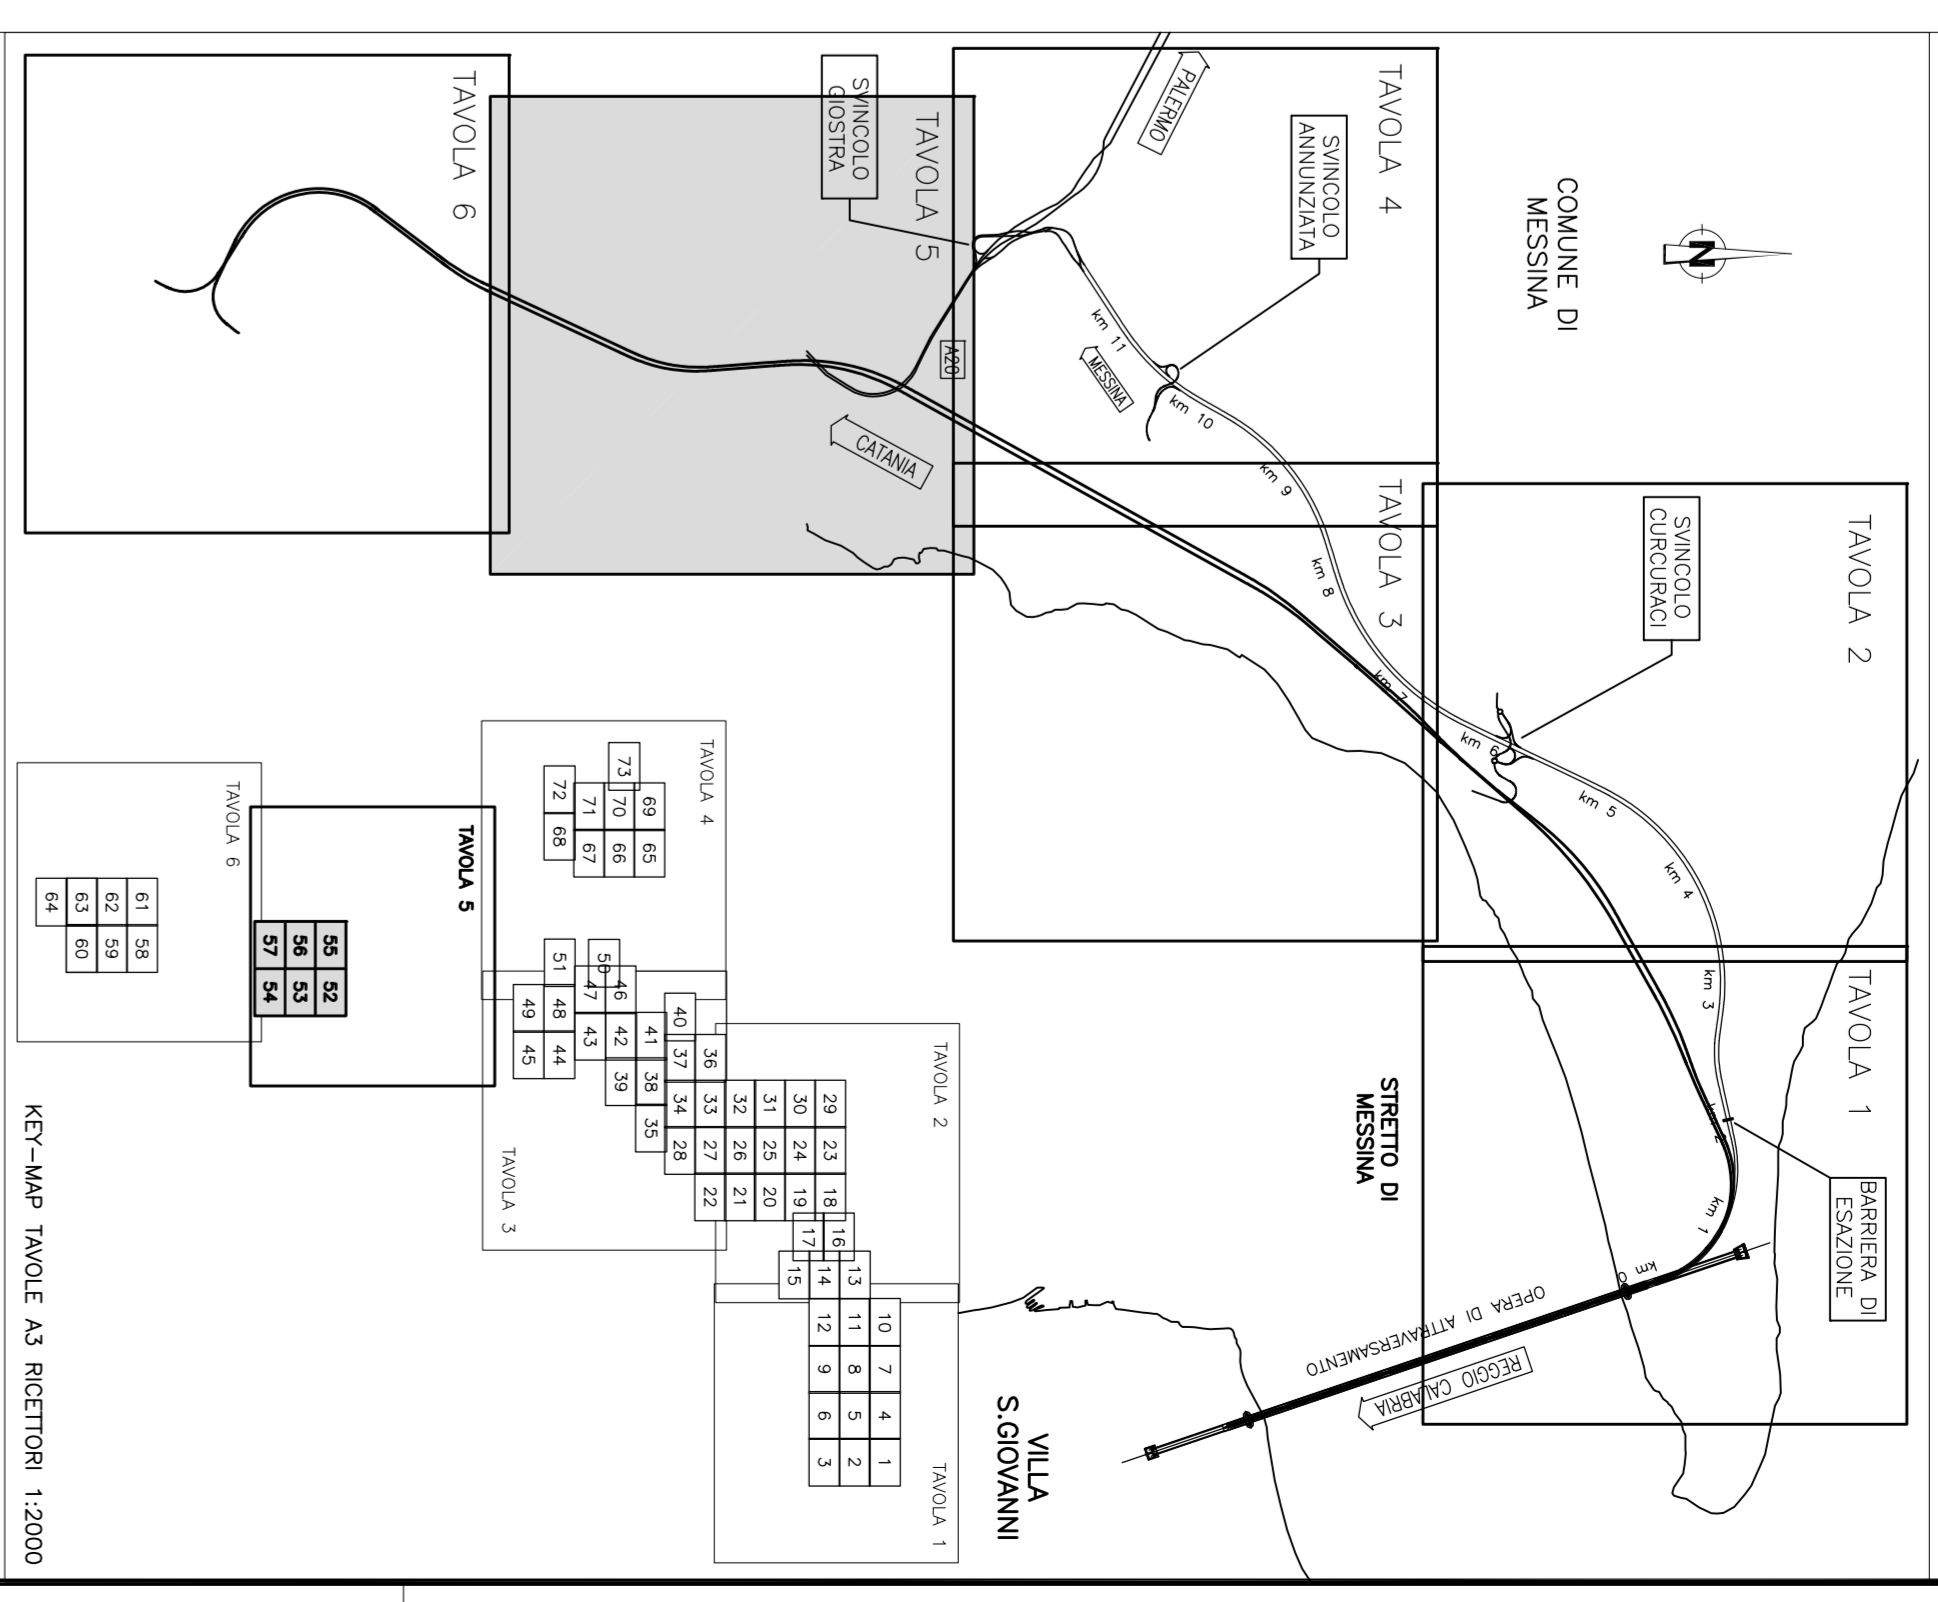 COMUNE DI
MESSINA
N
TAVOLA 1
TAVOLA 2
TAVOLA 3
TAVOLA 4
TAVOLA 5
TAVOLA 6
BARRIERA DI
ESAZIONE
SVINCOLO
CURCURACI
SVINCOLO
ANNUNZIATA
SVINCOLO
GIOSTRA
PALERMO
MESSINA
CATANIA
REGGIO CALABRIA
A20
OPERA DI ATTRAVERSAMENTO
km 0
km 1
km 2
km 3
km 4
km 5
km 6
km 7
km 8
km 9
km 10
km 11
STRETTO DI
MESSINA
VILLA
S.GIOVANNI
TAVOLA 1
10 7 4 1
13 11 8 5 2
14 12 9 6 3
15
TAVOLA 2
29 23 18 16
30 24 19 17
31 25 20
32 26 21
33 27 22
36
TAVOLA 3
40 37 34 28
41 38 35
46 42 39
50 47 43
51 48 44
49 45
TAVOLA 4
69 65
73 70 66
71 67
72 68
TAVOLA 5
55 52
56 53
57 54
TAVOLA 6
61 58
62 59
63 60
64
KEY-MAP TAVOLE A3 RICETTORI 1:2000